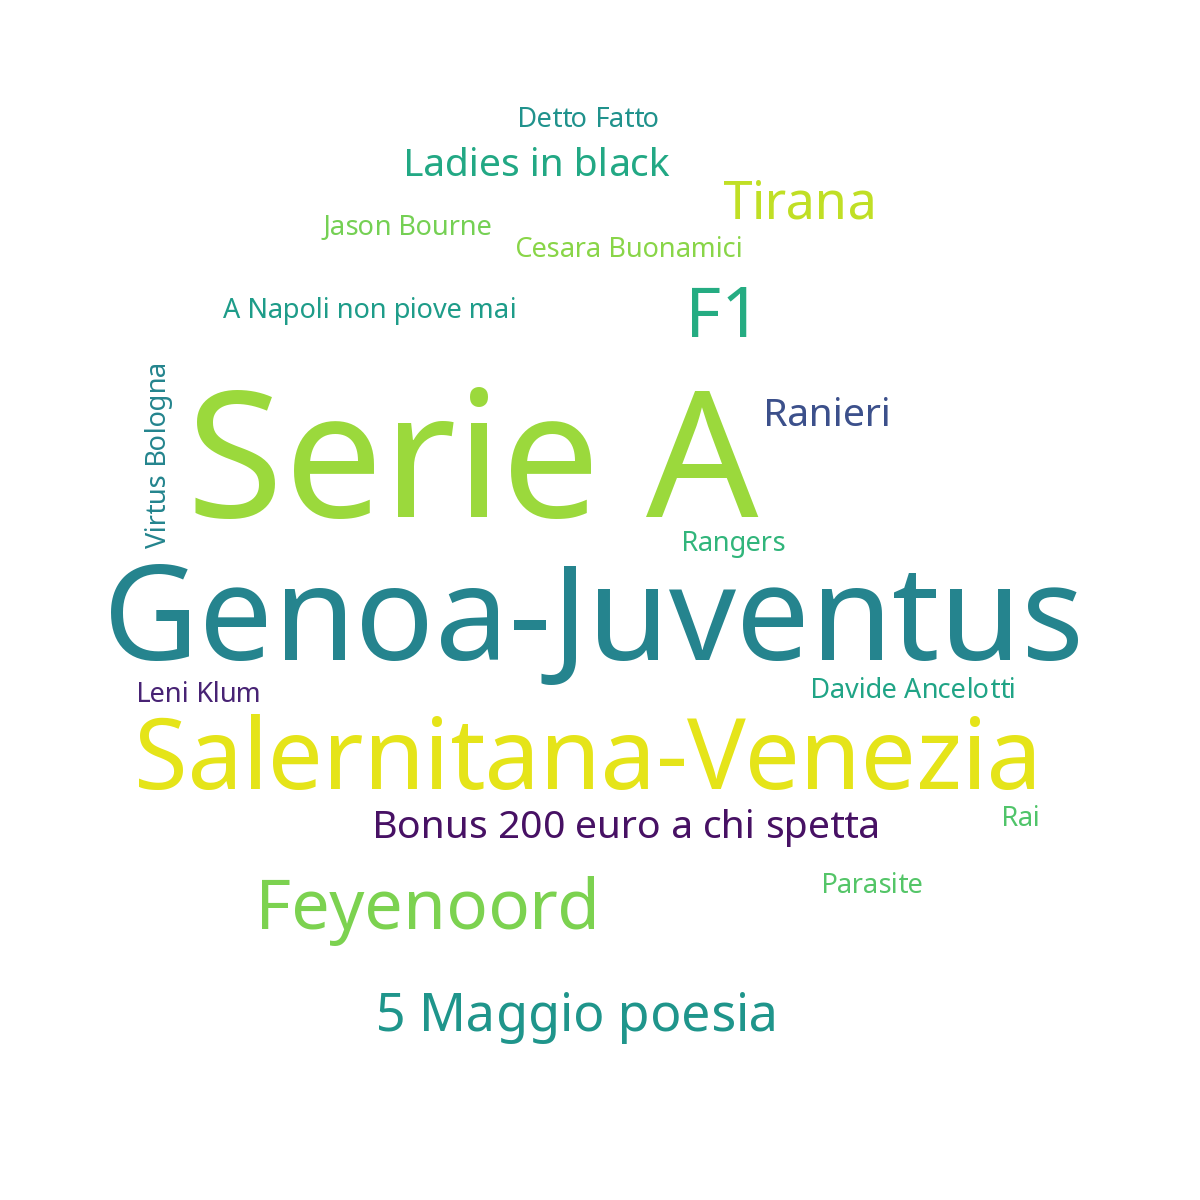 Detto Fatto
Ladies in black
Tirana
Jason Bourne
Cesara Buonamici
A Napoli non piove mai
F1
Virtus Bologna
Serie A
Ranieri
Rangers
Genoa-Juventus
Leni Klum
Davide Ancelotti
Salernitana-Venezia
Bonus 200 euro a chi spetta
Rai
Feyenoord
Parasite
5 Maggio poesia